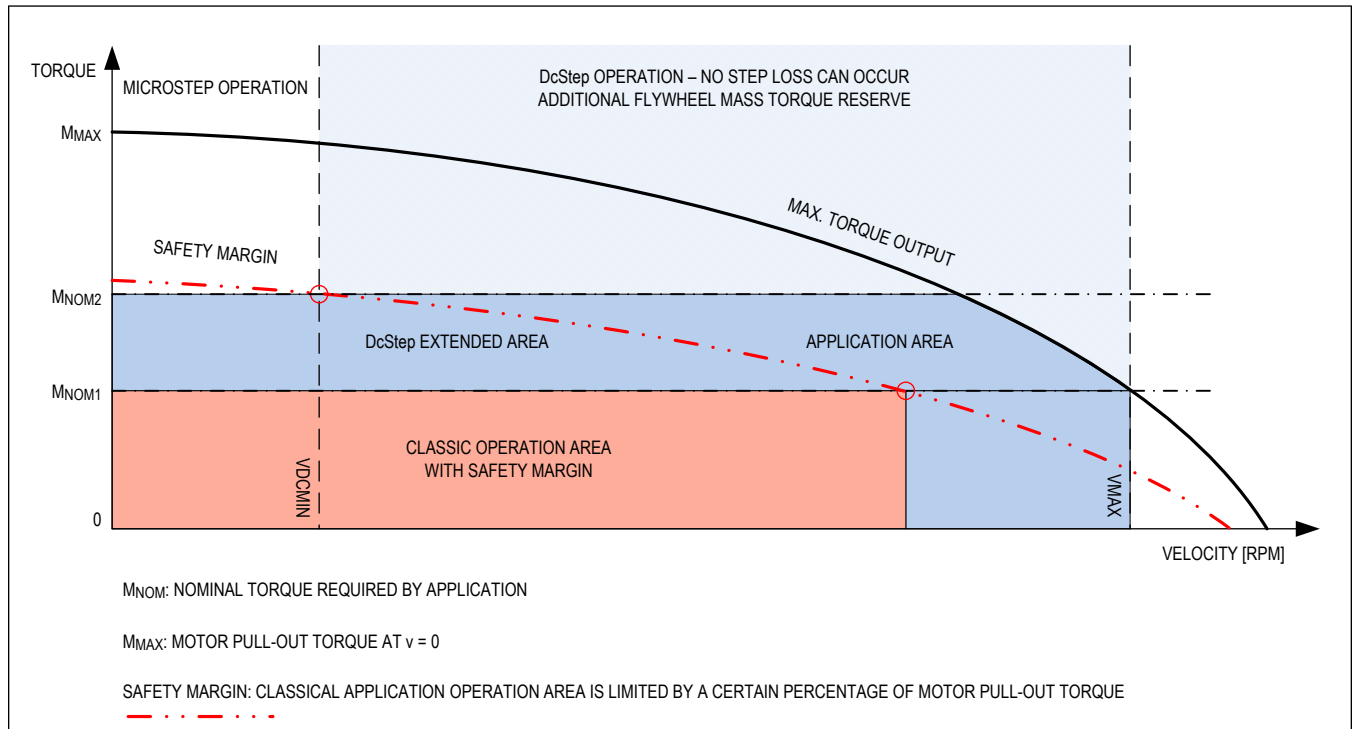 TORQUE
MICROSTEP OPERATION
DcStep OPERATION – NO STEP LOSS CAN OCCUR
ADDITIONAL FLYWHEEL MASS TORQUE RESERVE
MMAX
MAX. TORQUE OUTPUT
SAFETY MARGIN
MNOM2
DcStep EXTENDED AREA
APPLICATION AREA
MNOM1
CLASSIC OPERATION AREA
WITH SAFETY MARGIN
VDCMIN
VMAX
0
VELOCITY [RPM]
MNOM: NOMINAL TORQUE REQUIRED BY APPLICATION
MMAX: MOTOR PULL-OUT TORQUE AT v = 0
SAFETY MARGIN: CLASSICAL APPLICATION OPERATION AREA IS LIMITED BY A CERTAIN PERCENTAGE OF MOTOR PULL-OUT TORQUE